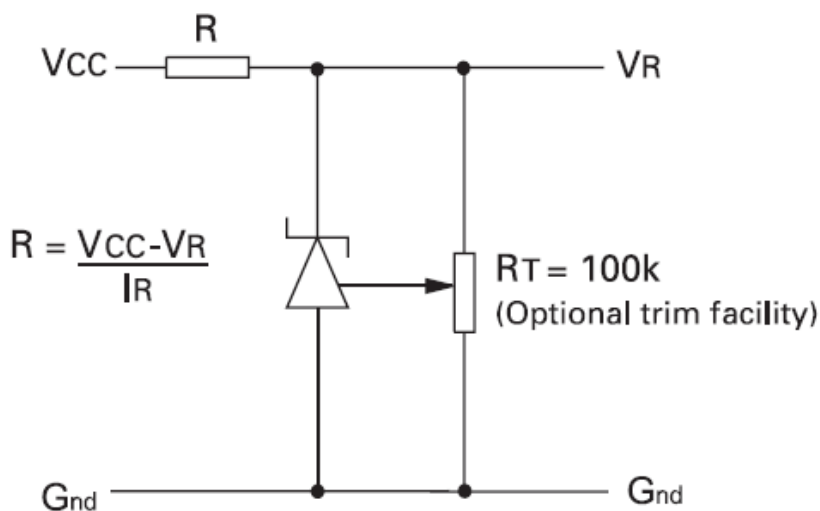 R
VCC
VR
R = VCC-VR
IR
RT = 100k
(Optional trim facility)
Gnd
Gnd